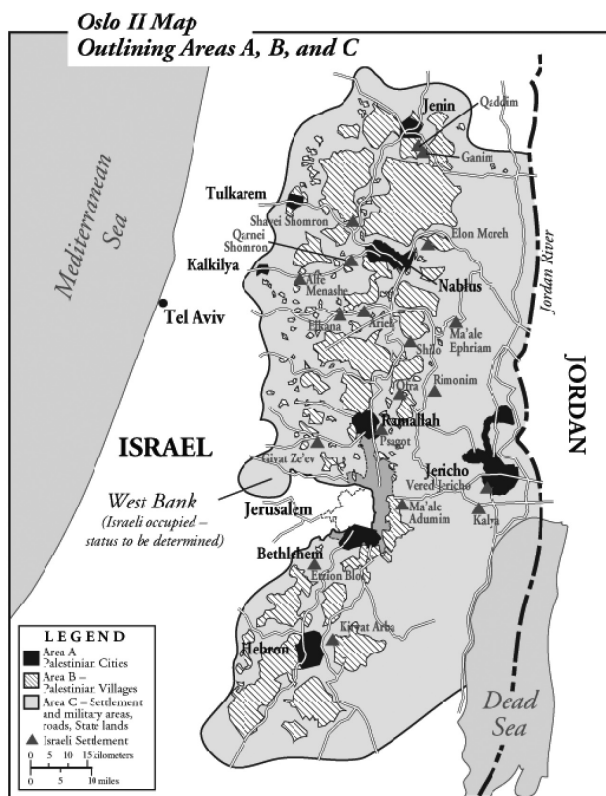 Oslo II Map
Outlining Areas A, B, and C
Mediterranean
Sea
Jenin
Qaddim
Ganim
Tulkarem
Shavei Shomron
Qarnei
Shomron
Elon Moreh
Kalkilya
Nablus
Alfe
Menashe
Jordan River
Tel Aviv
Elkana
Ariel
Ma'ale
Ephriam
Shilo
JORDAN
Ofra
Rimonim
Ramallah
Psagot
ISRAEL
Givat Ze'ev
Jericho
Vered Jericho
West Bank
(Israeli occupied –
status to be determined)
Jerusalem
Ma'ale
Adumim
Kalya
Bethlehem
Etzion Bloc
Kiryat Arba
Hebron
Dead
Sea
LEGEND
Area A
Palestinian Cities
Area B –
Palestinian Villages
Area C – Settlement
and military areas,
roads, State lands
Israeli Settlement
0 5 10 15 kilometers
0 5 10 miles